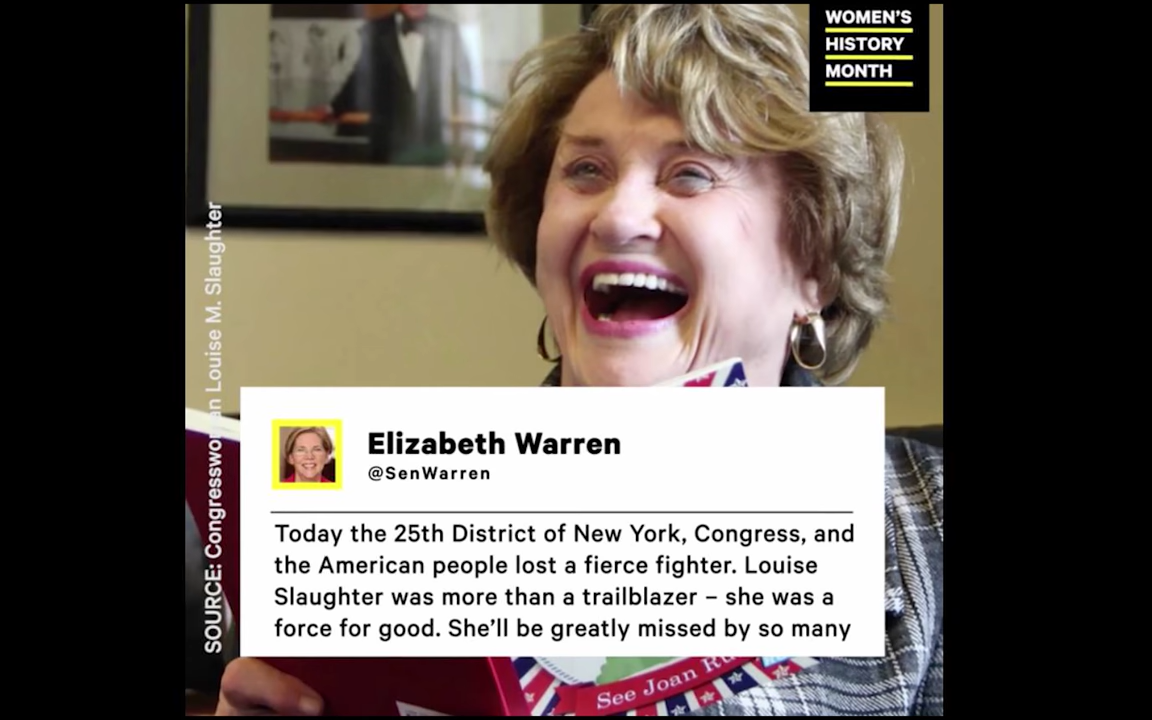 WOMEN'S
HISTORY
MONTH
SOURCE: Congresswoman Louise M. Slaughter
Elizabeth Warren
@SenWarren
Today the 25th District of New York, Congress, and
the American people lost a fierce fighter. Louise
Slaughter was more than a trailblazer – she was a
force for good. She'll be greatly missed by so many
See Joan Ru